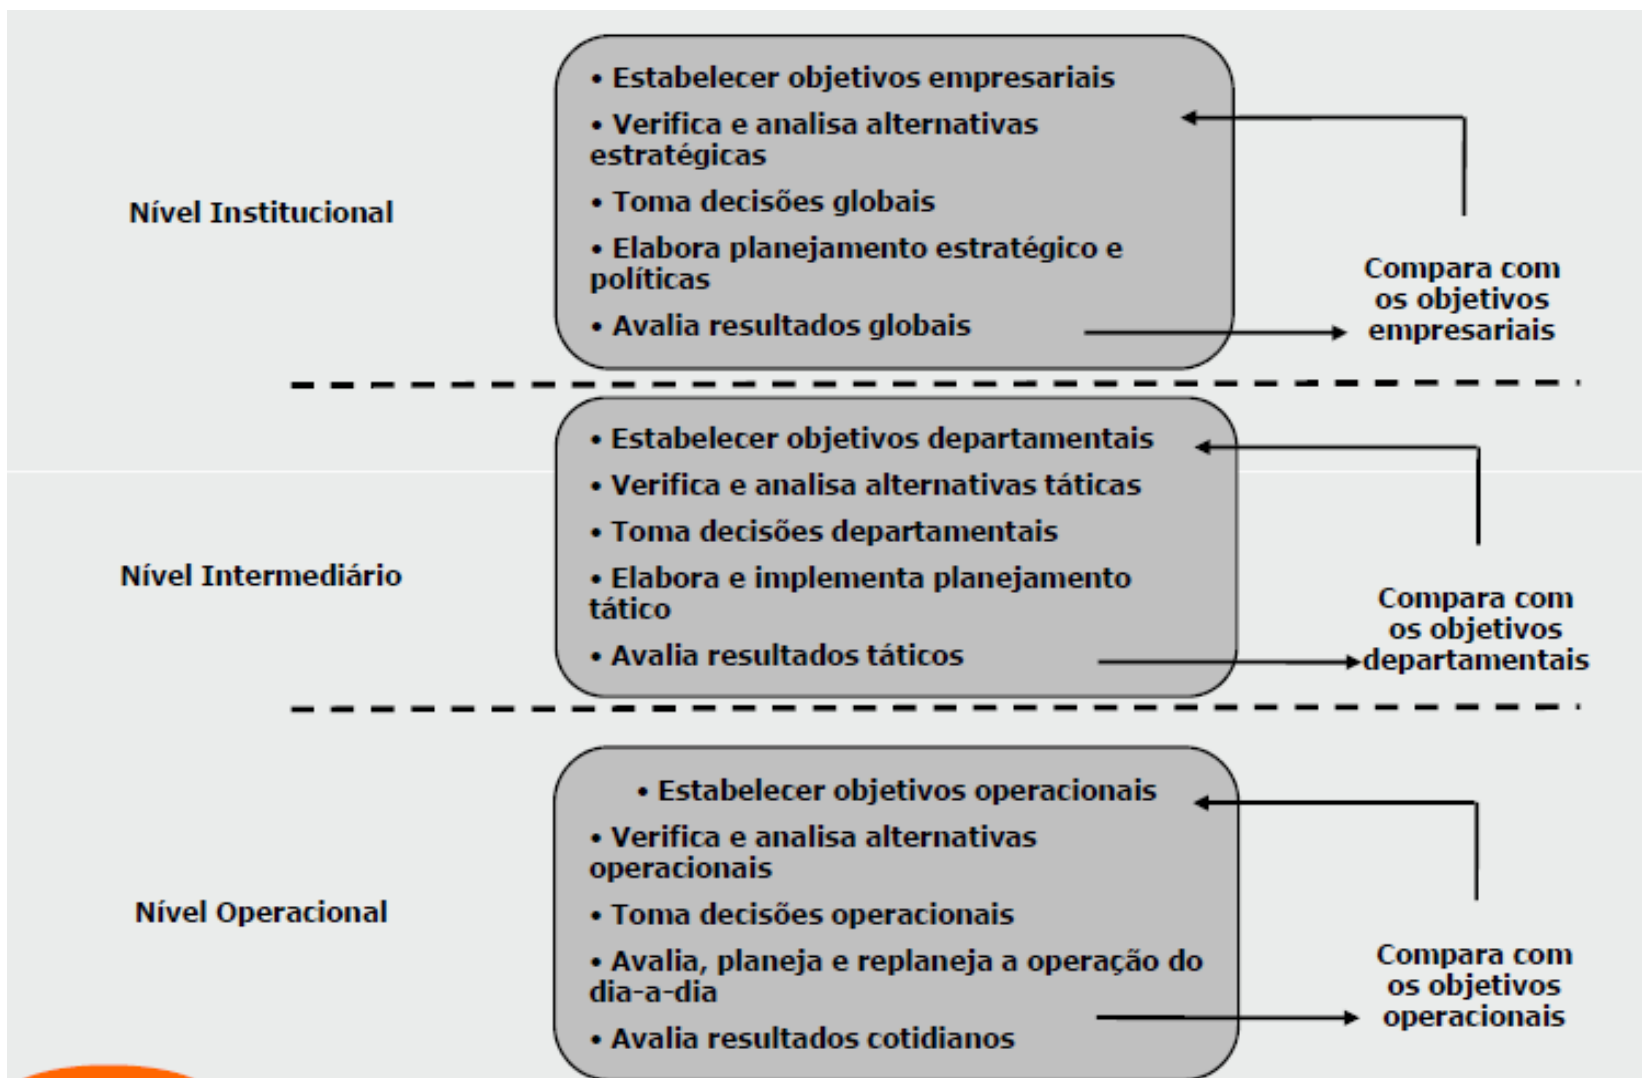 Nível Institucional
• Estabelecer objetivos empresariais
• Verifica e analisa alternativas
estratégicas
• Toma decisões globais
• Elabora planejamento estratégico e
políticas
• Avalia resultados globais
Compara com
os objetivos
empresariais
Nível Intermediário
• Estabelecer objetivos departamentais
• Verifica e analisa alternativas táticas
• Toma decisões departamentais
• Elabora e implementa planejamento
tático
• Avalia resultados táticos
Compara com
os objetivos
departamentais
Nível Operacional
• Estabelecer objetivos operacionais
• Verifica e analisa alternativas
operacionais
• Toma decisões operacionais
• Avalia, planeja e replaneja a operação do
dia-a-dia
• Avalia resultados cotidianos
Compara com
os objetivos
operacionais